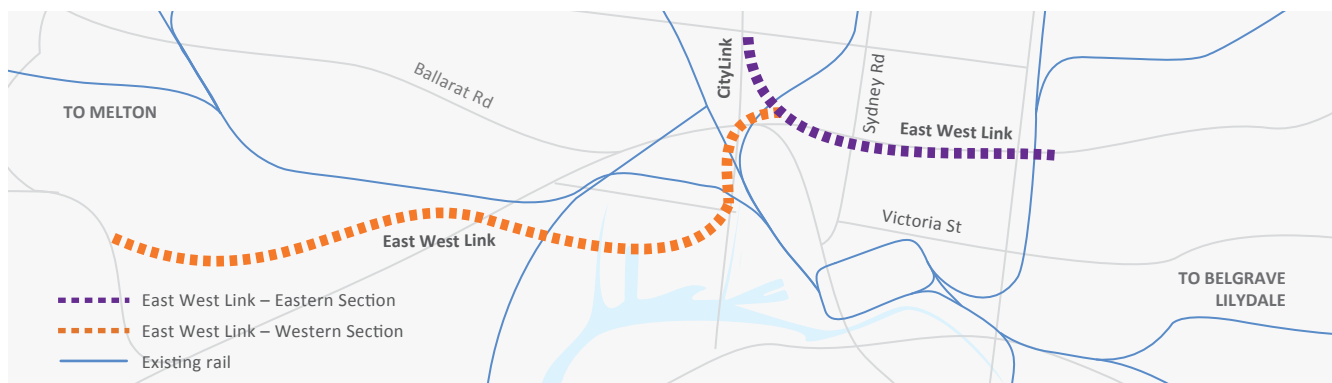 CityLink
Sydney Rd
Ballarat Rd
TO MELTON
East West Link
Victoria St
East West Link
TO BELGRAVE
LILYDALE
East West Link – Eastern Section
East West Link – Western Section
Existing rail